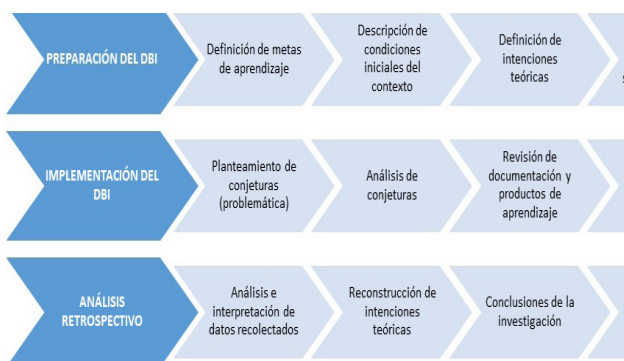 PREPARACIÓN DEL DBI
Definición de metas
de aprendizaje
Descripción de
condiciones
iniciales del
contexto
Definición de
intenciones
teóricas
IMPLEMENTACIÓN DEL
DBI
Planteamiento de
conjeturas
(problemática)
Análisis de
conjeturas
Revisión de
documentación y
productos de
aprendizaje
ANÁLISIS
RETROSPECTIVO
Análisis e
interpretación de
datos recolectados
Reconstrucción de
intenciones
teóricas
Conclusiones de la
investigación